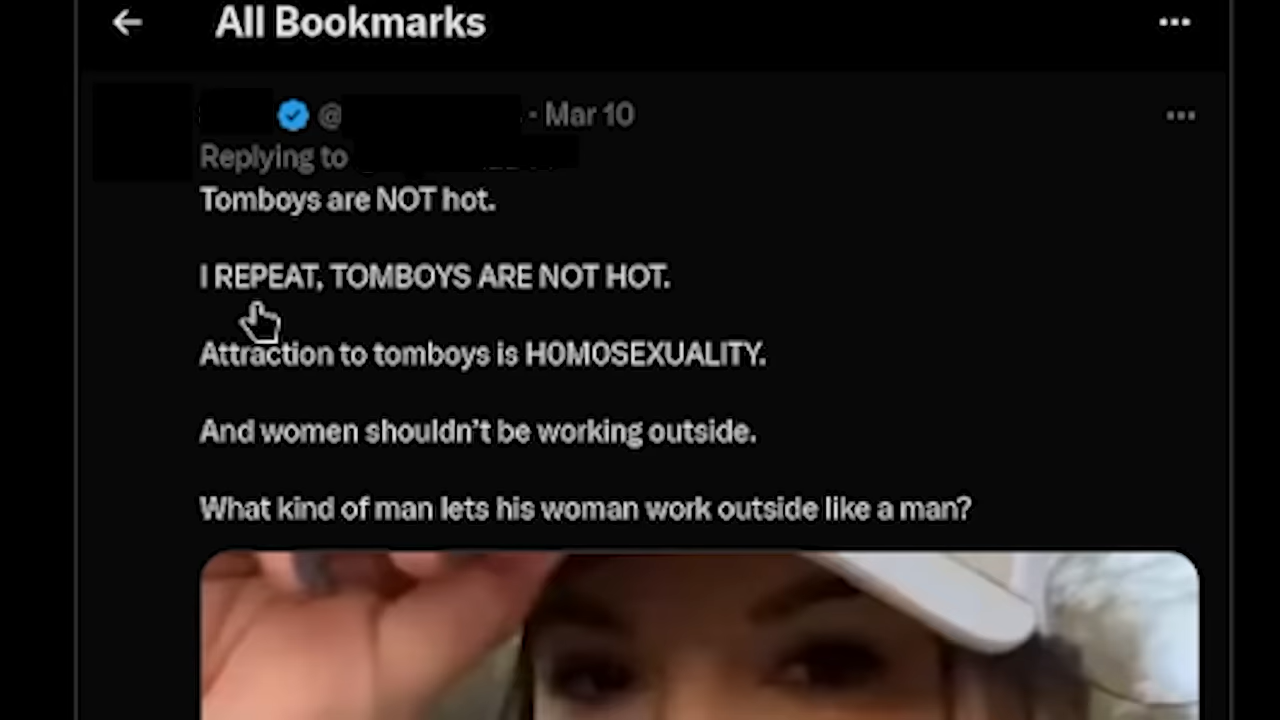 All Bookmarks
@ · Mar 10
Replying to
Tomboys are NOT hot.
I REPEAT, TOMBOYS ARE NOT HOT.
Attraction to tomboys is HOMOSEXUALITY.
And women shouldn't be working outside.
What kind of man lets his woman work outside like a man?